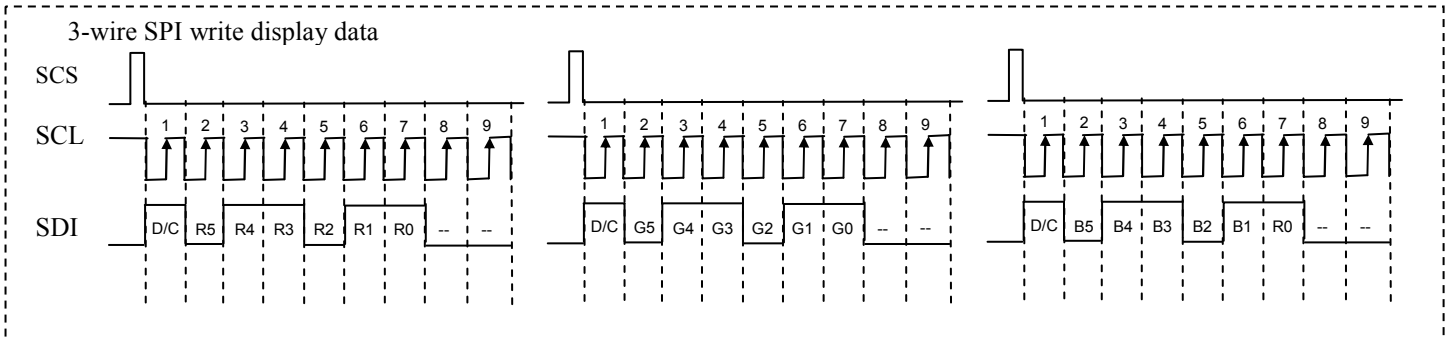 3-wire SPI write display data
SCS
SCL 1 2 3 4 5 6 7 8 9 1 2 3 4 5 6 7 8 9 1 2 3 4 5 6 7 8 9
SDI D/C R5 R4 R3 R2 R1 R0 -- -- D/C G5 G4 G3 G2 G1 G0 -- -- D/C B5 B4 B3 B2 B1 R0 -- --